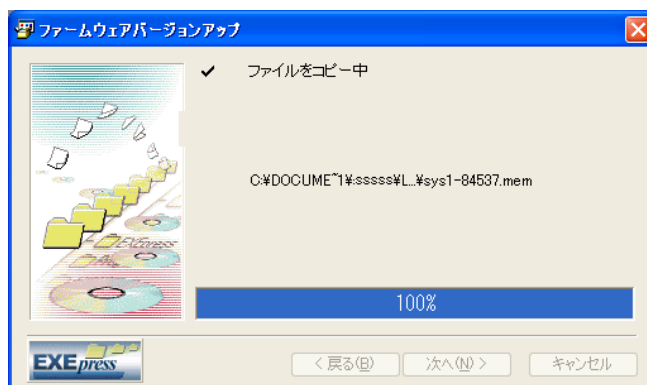 ファームウェアバージョンアップ
✓ ファイルをコピー中
C:¥DOCUME~1¥:sssss¥L...¥sys1-84537.mem
EXEpress
100%
EXEpress
< 戻る(B)
次へ(N) >
キャンセル